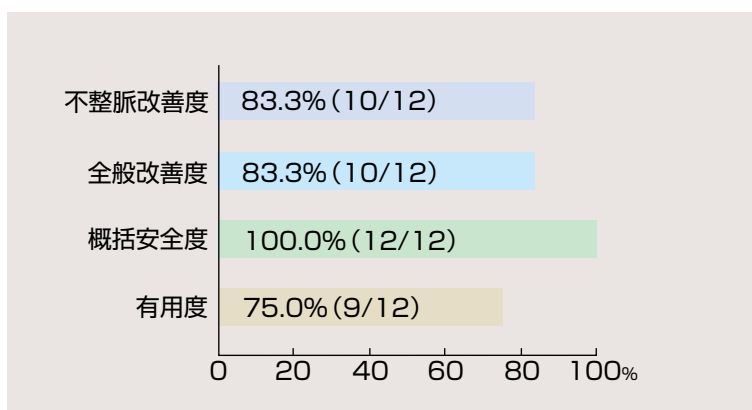 不整脈改善度 83.3%(10/12)
全般改善度 83.3%(10/12)
概括安全度 100.0%(12/12)
有用度 75.0%(9/12)
0 20 40 60 80 100%